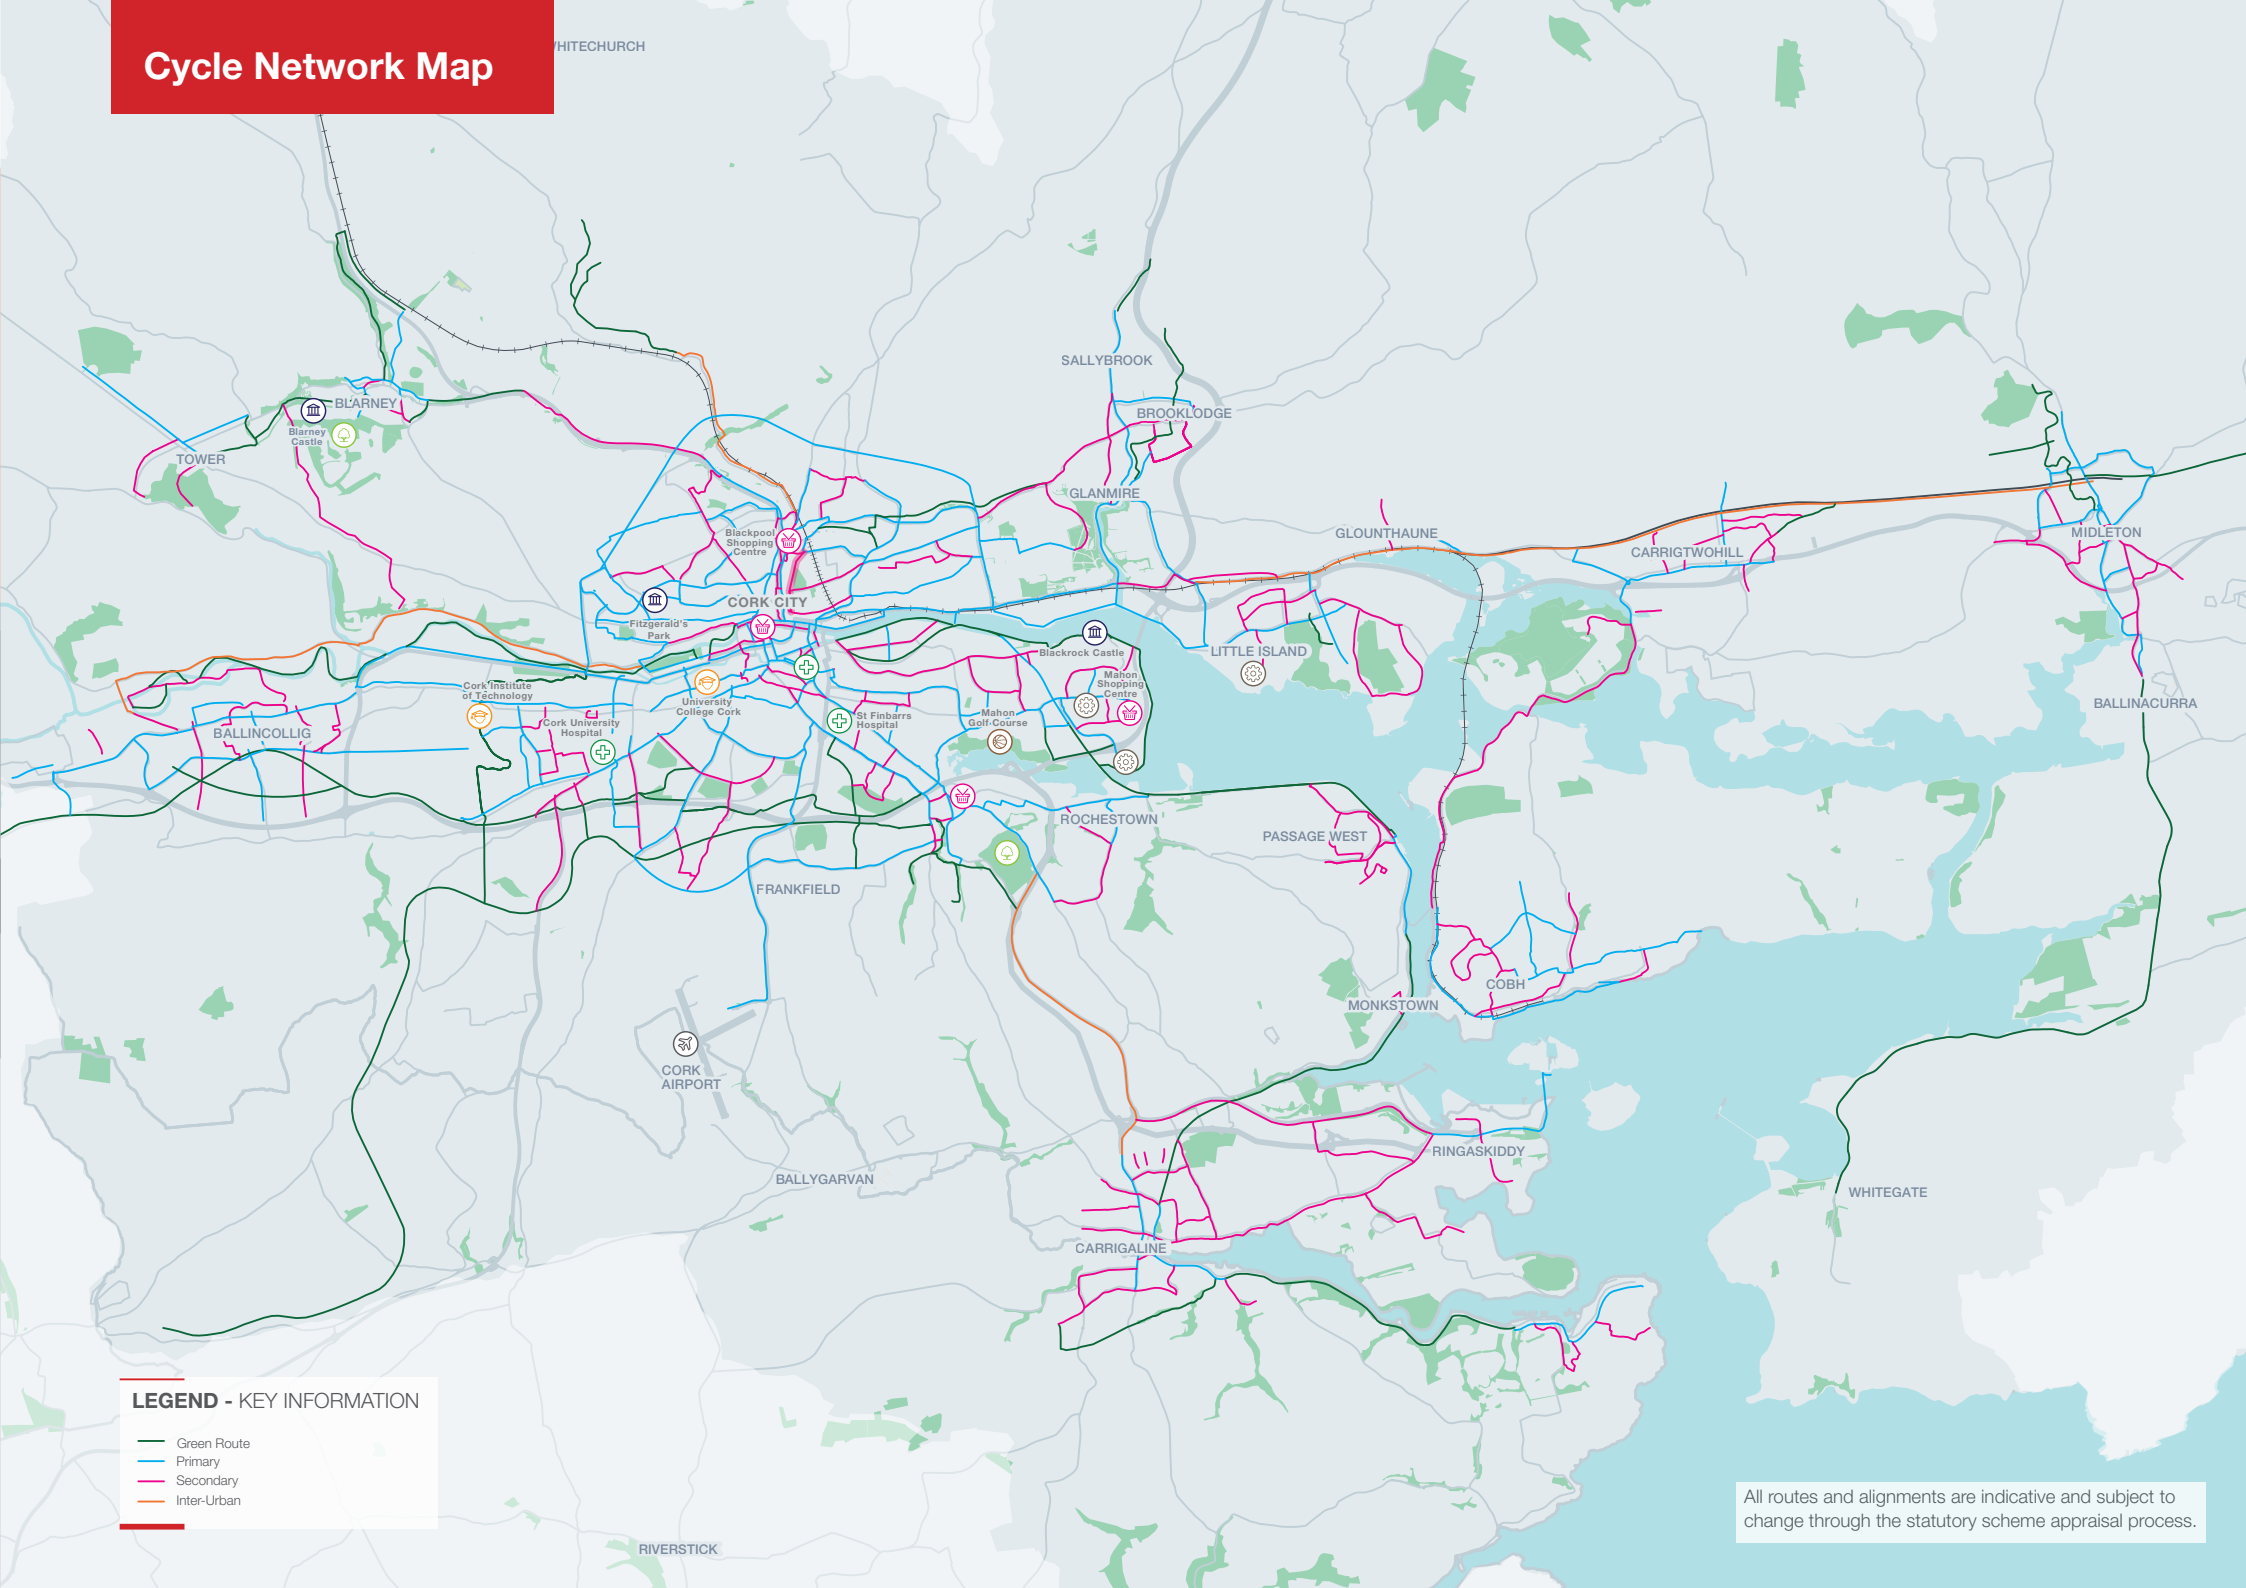 Cycle Network Map
HITECHURCH
SALLYBROOK
BLARNEY
BROOKLODGE
Blarney
Castle
TOWER
GLANMIRE
Blackpool
Shopping
Centre
GLOUNTHAUNE
CARRIGTWOHILL
MIDLETON
CORK CITY
Fitzgerald's
Park
Blackrock Castle
LITTLE ISLAND
Mahon
Shopping
Centre
Cork Institute
of Technology
University
College Cork
BALLINACURRA
Cork University
Hospital
St Finbarrs
Hospital
Mahon
Golf Course
BALLINCOLLIG
ROCHESTOWN
PASSAGE WEST
FRANKFIELD
COBH
MONKSTOWN
CORK
AIRPORT
RINGASKIDDY
BALLYGARVAN
WHITEGATE
CARRIGALINE
LEGEND - KEY INFORMATION
Green Route
Primary
Secondary
Inter-Urban
All routes and alignments are indicative and subject to
change through the statutory scheme appraisal process.
RIVERSTICK